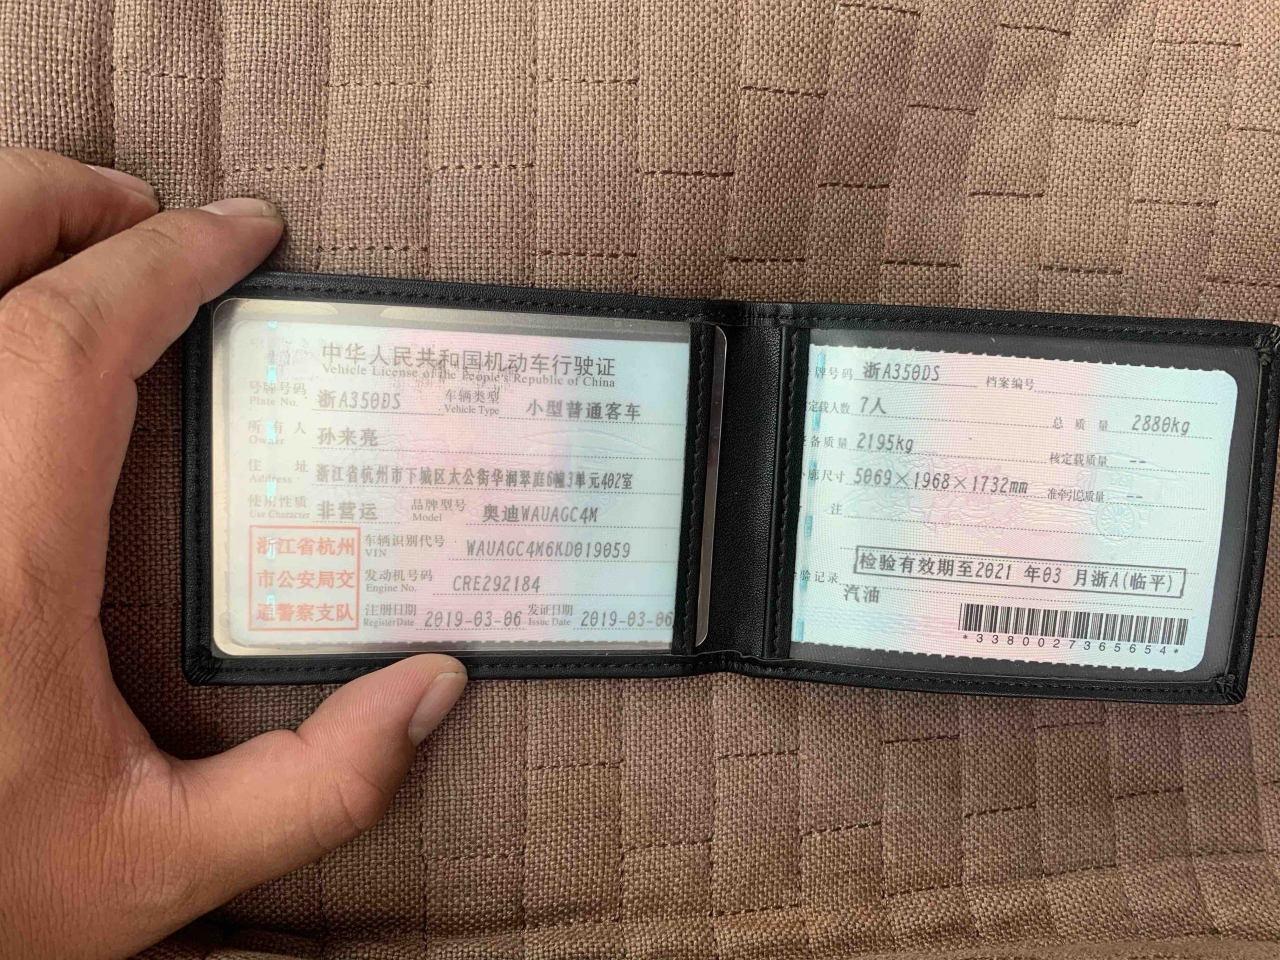 中华人民共和国机动车行驶证
Vehicle License of the People's Republic of China
号牌号码 浙A350DS 车辆类型 小型普通客车
Plate No. Vehicle Type
所有人 孙来亮
Owner
住址 浙江省杭州市下城区太公街华润翠庭6幢3单元402室
Address
使用性质 非营运 品牌型号 奥迪WAUAGC4M
Use Character Model
浙江省杭州
市公安局交
通警察支队
车辆识别代号 WAUAGC4M6KD019059
VIN
发动机号码 CRE292184
Engine No.
注册日期 2019-03-06 发证日期 2019-03-06
Register Date Issue Date
号牌号码 浙A350DS 档案编号
定载人数 7人 总质量 2880kg
备质量 2195kg 核定载质量 --
廓尺寸 5069×1968×1732mm 准牵引总质量 --
注
检验有效期至2021 年03 月浙A(临平)
验记录
汽油
*3380027365654*